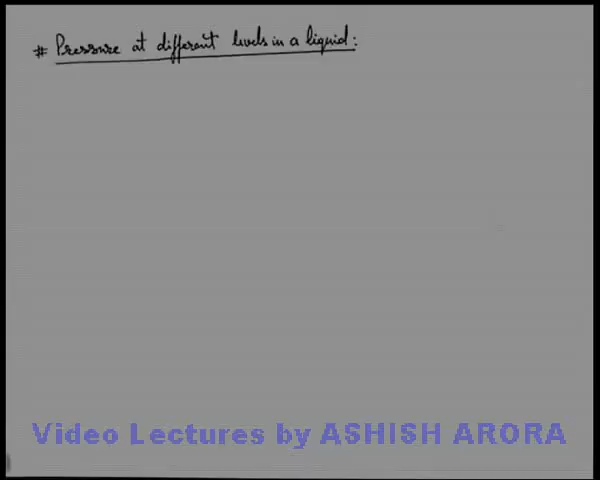 # Pressure at different levels in a liquid:
Video Lectures by ASHISH ARORA